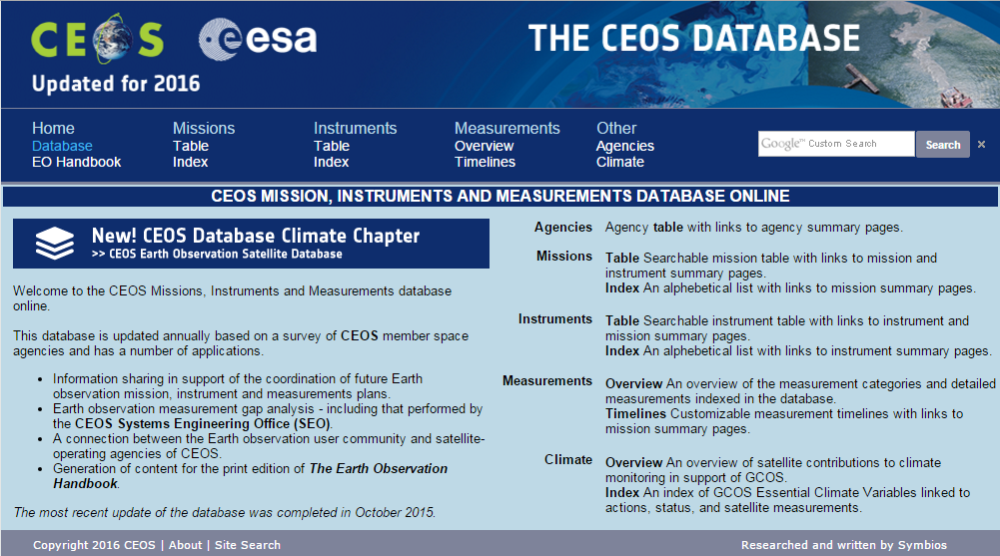 CEOS esa
THE CEOS DATABASE
Updated for 2016
Home Missions Instruments Measurements Other
Database Table Table Overview Agencies
EO Handbook Index Index Timelines Climate
Google™ Custom Search Search ×
CEOS MISSION, INSTRUMENTS AND MEASUREMENTS DATABASE ONLINE
New! CEOS Database Climate Chapter
>> CEOS Earth Observation Satellite Database
Welcome to the CEOS Missions, Instruments and Measurements database
online.
This database is updated annually based on a survey of CEOS member space
agencies and has a number of applications.
• Information sharing in support of the coordination of future Earth
observation mission, instrument and measurements plans.
• Earth observation measurement gap analysis - including that performed by
the CEOS Systems Engineering Office (SEO).
• A connection between the Earth observation user community and satellite-
operating agencies of CEOS.
• Generation of content for the print edition of The Earth Observation
Handbook.
The most recent update of the database was completed in October 2015.
Agencies Agency table with links to agency summary pages.
Missions Table Searchable mission table with links to mission and
instrument summary pages.
Index An alphebetical list with links to mission summary pages.
Instruments Table Searchable instrument table with links to instrument and
mission summary pages.
Index An alphebetical list with links to instrument summary pages.
Measurements Overview An overview of the measurement categories and detailed
measurements indexed in the database.
Timelines Customizable measurement timelines with links to
mission summary pages.
Climate Overview An overview of satellite contributions to climate
monitoring in support of GCOS.
Index An index of GCOS Essential Climate Variables linked to
actions, status, and satellite measurements.
Copyright 2016 CEOS | About | Site Search
Researched and written by Symbios